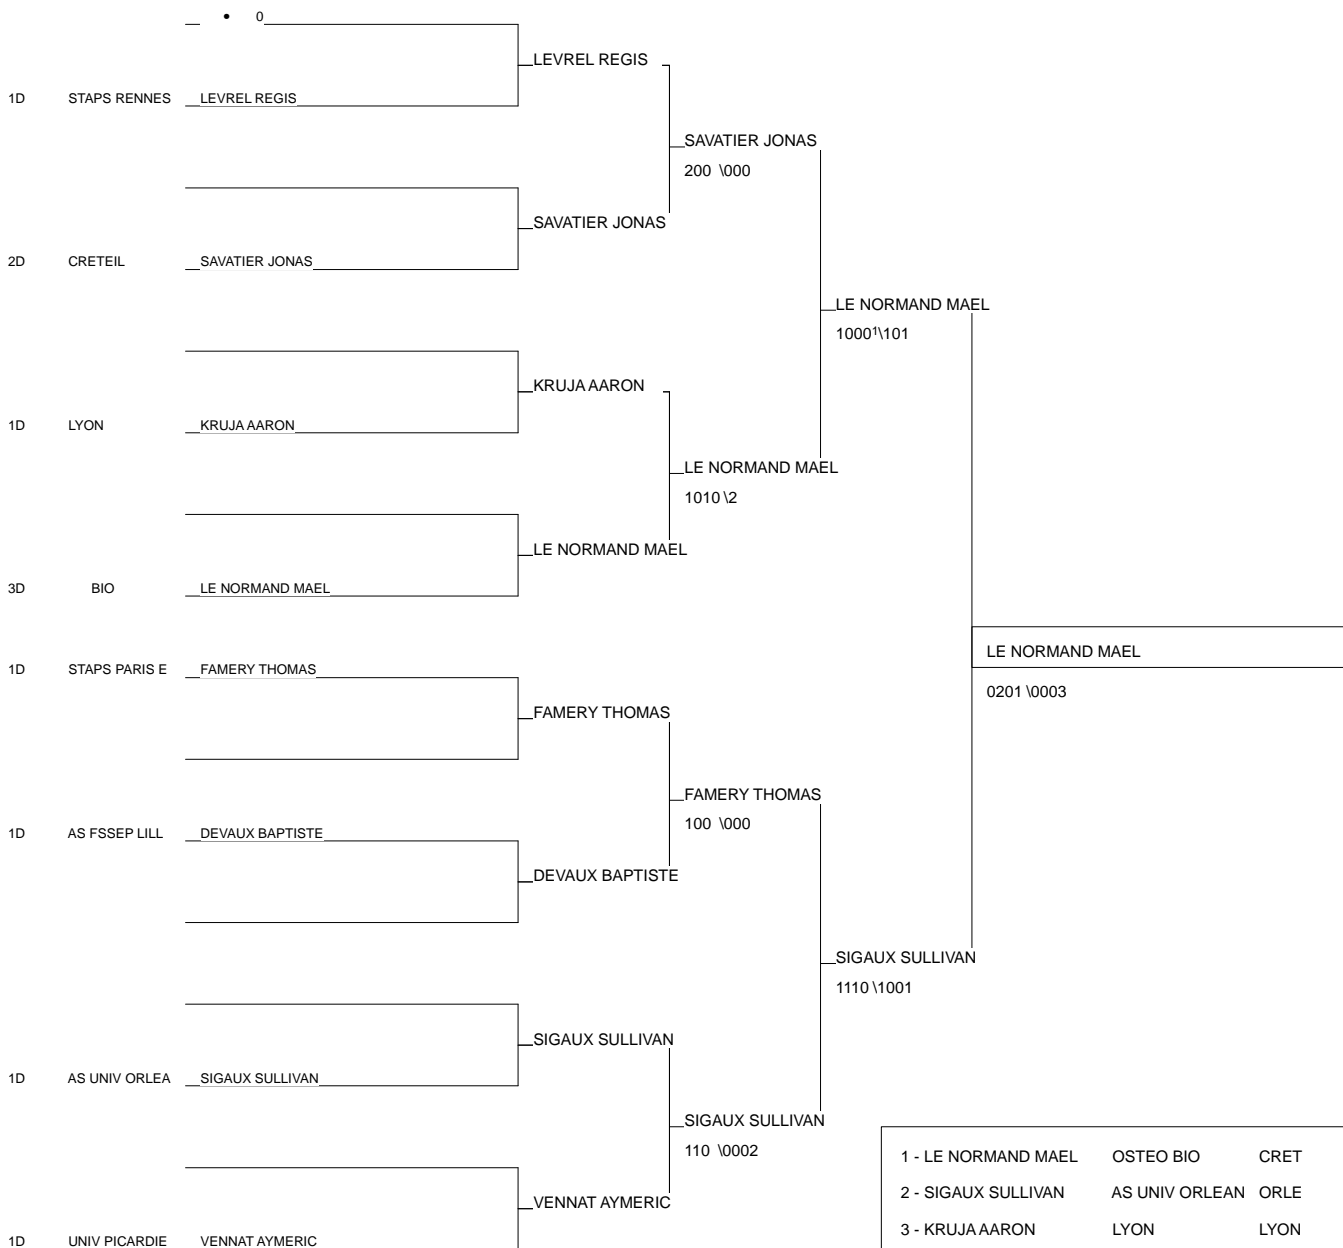 • 0
LEVREL REGIS
1D STAPS RENNES LEVREL REGIS
SAVATIER JONAS
200 \000
SAVATIER JONAS
2D CRETEIL SAVATIER JONAS
LE NORMAND MAEL
1000¹\101
KRUJA AARON
1D LYON KRUJA AARON
LE NORMAND MAEL
1010 \2
LE NORMAND MAEL
3D BIO LE NORMAND MAEL
LE NORMAND MAEL
1D STAPS PARIS E FAMERY THOMAS
0201 \0003
FAMERY THOMAS
FAMERY THOMAS
100 \000
1D AS FSSEP LILL DEVAUX BAPTISTE
DEVAUX BAPTISTE
SIGAUX SULLIVAN
1110 \1001
SIGAUX SULLIVAN
1D AS UNIV ORLEA SIGAUX SULLIVAN
SIGAUX SULLIVAN
110 \0002
1 - LE NORMAND MAEL OSTEO BIO CRET
2 - SIGAUX SULLIVAN AS UNIV ORLEAN ORLE
VENNAT AYMERIC
3 - KRUJA AARON LYON LYON
1D UNIV PICARDIE VENNAT AYMERIC